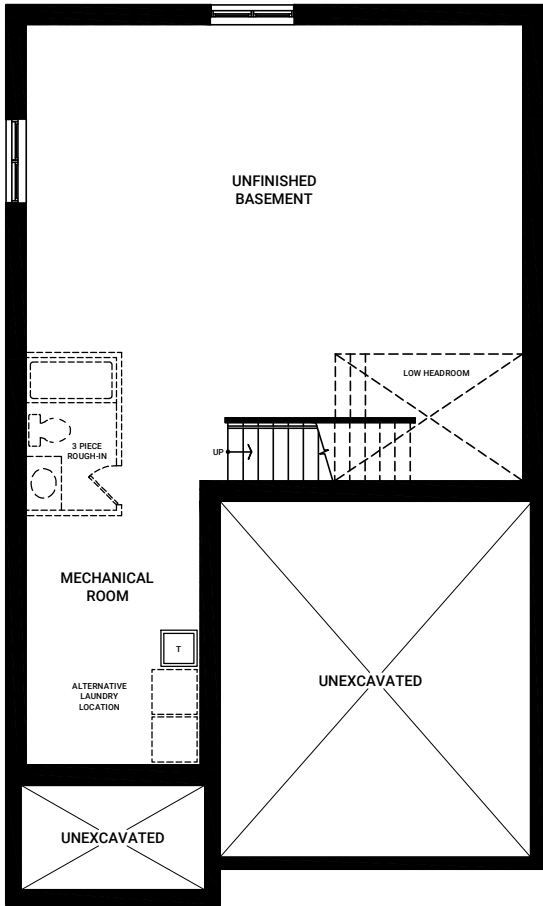 UNFINISHED
BASEMENT
LOW HEADROOM
3 PIECE
ROUGH-IN
UP
MECHANICAL
ROOM
T
ALTERNATIVE
LAUNDRY
LOCATION
UNEXCAVATED
UNEXCAVATED